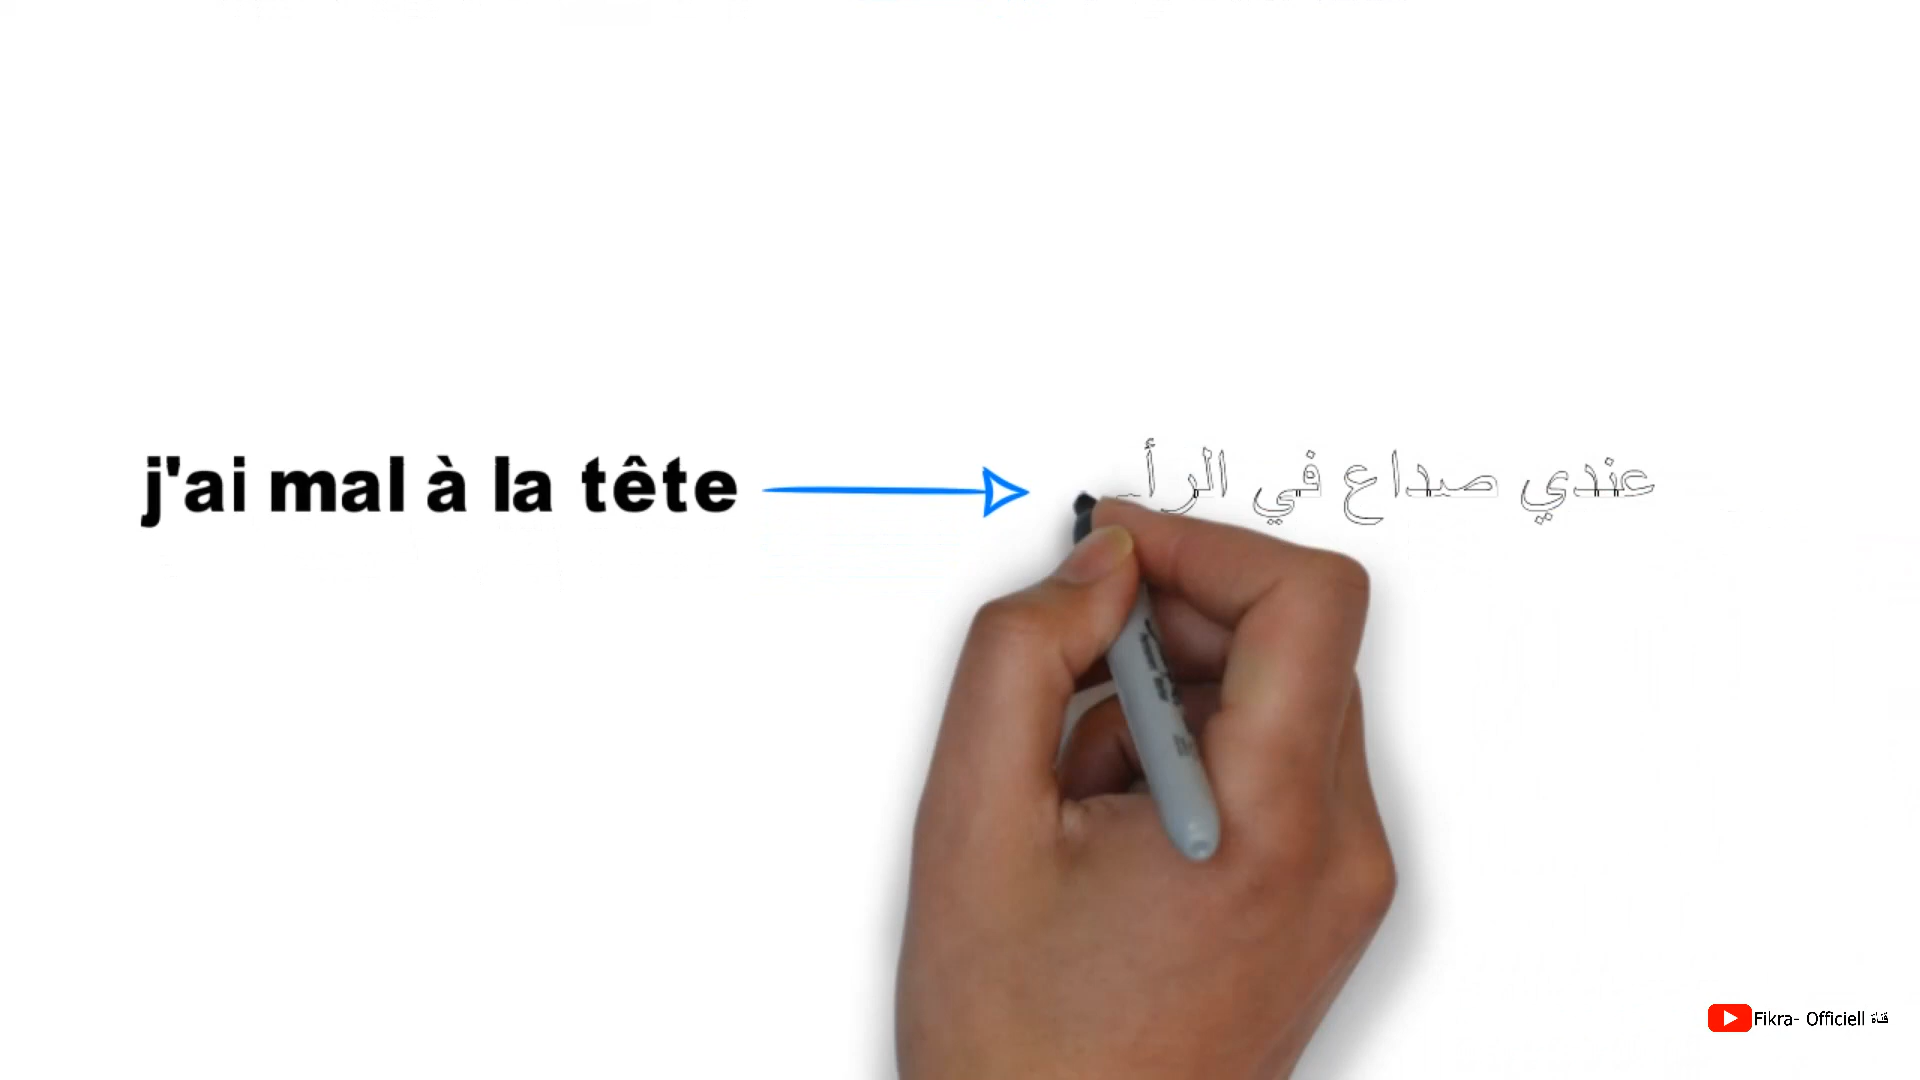 j'ai mal à la tête
عندي صداع في الرأ
Fikra- Officiell قناة